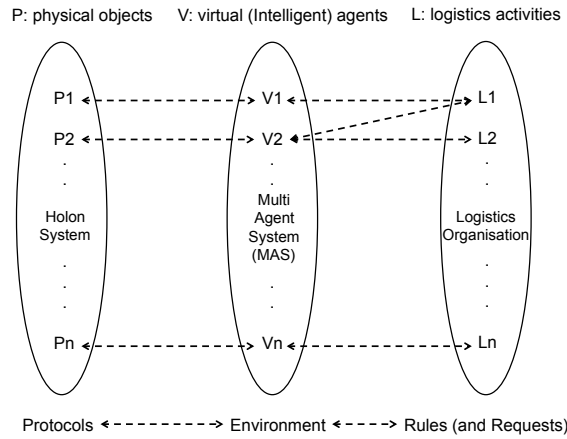 P: physical objects V: virtual (Intelligent) agents L: logistics activities
P1 V1 L1
P2 V2 L2
. . .
. . .
Holon
System
Multi
Agent
System
(MAS)
Logistics
Organisation
. . .
. . .
. . .
Pn Vn Ln
Protocols Environment Rules (and Requests)